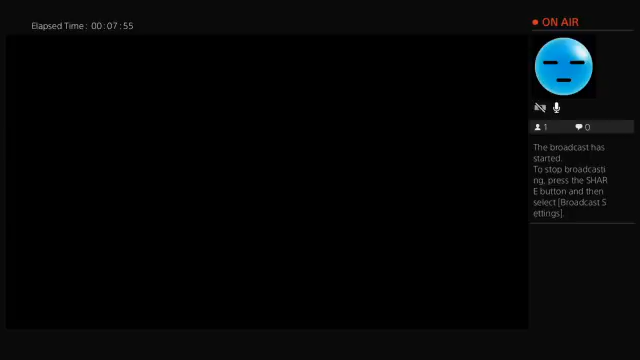 Elapsed Time: 00:07:55
ON AIR
1
0
The broadcast has
started.
To stop broadcasti
ng, press the SHAR
E button and then
select [Broadcast S
ettings].